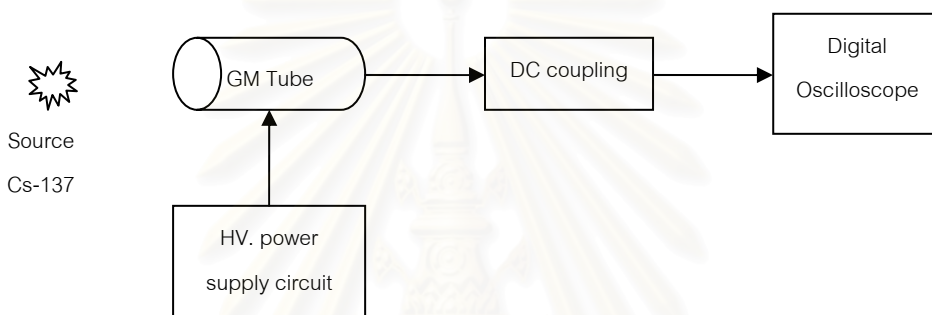 Source
Cs-137
GM Tube
DC coupling
Digital
Oscilloscope
HV. power
supply circuit